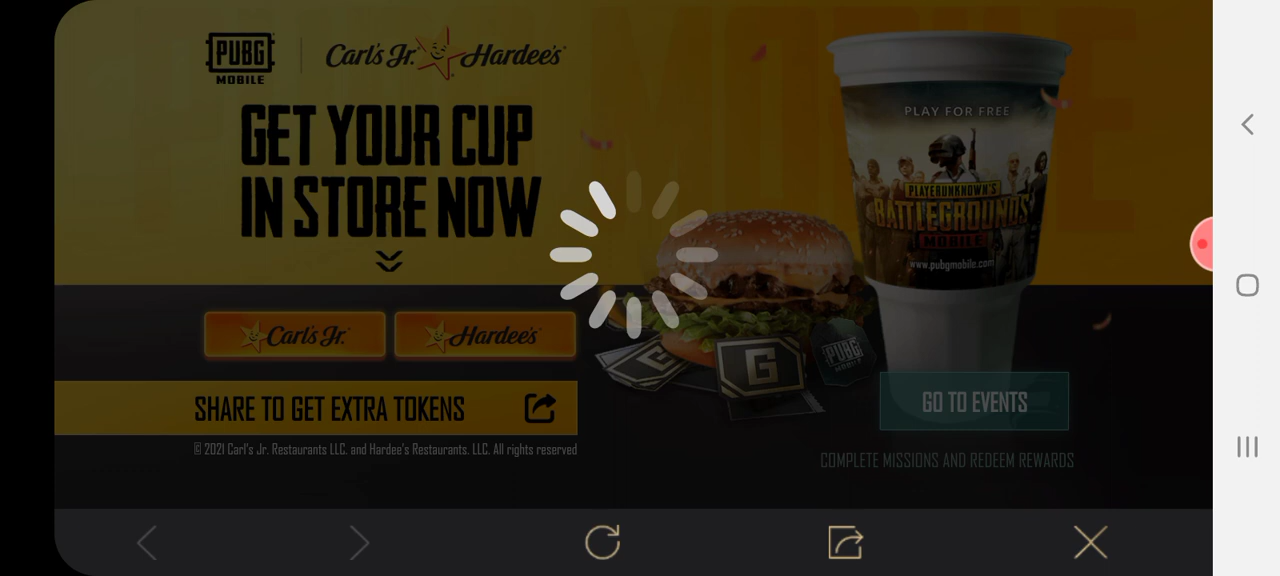 PUBG
MOBILE
Carl's Jr. Hardee's
GET YOUR CUP
IN STORE NOW
Carl's Jr. Hardee's
SHARE TO GET EXTRA TOKENS
© 2021 Carl's Jr. Restaurants LLC. and Hardee's Restaurants. LLC. All rights reserved
PLAY FOR FREE
PLAYERUNKNOWN'S
BATTLEGROUNDS
MOBILE
www.pubgmobile.com
G
PUBG
MOBILE
GO TO EVENTS
COMPLETE MISSIONS AND REDEEM REWARDS